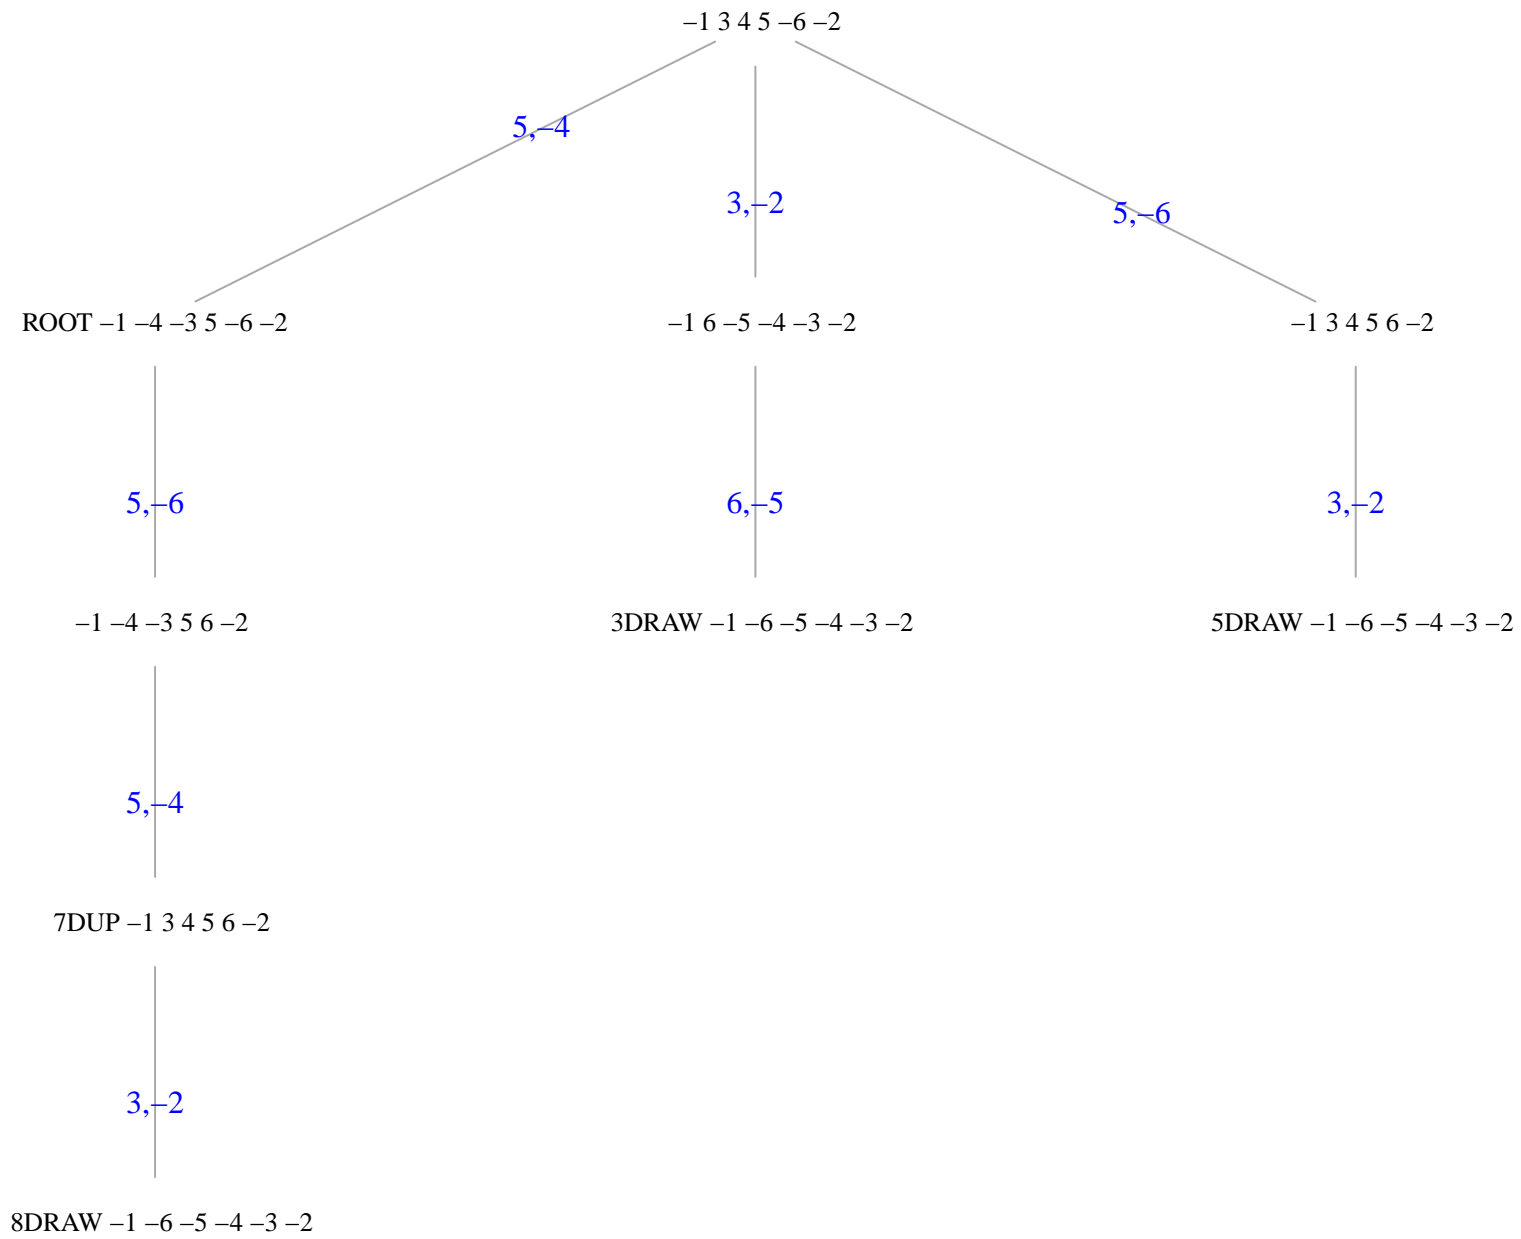 –1 3 4 5 –6 –2
5,–4
3,–2
5,–6
ROOT –1 –4 –3 5 –6 –2
–1 6 –5 –4 –3 –2
–1 3 4 5 6 –2
5,–6
6,–5
3,–2
–1 –4 –3 5 6 –2
3DRAW –1 –6 –5 –4 –3 –2
5DRAW –1 –6 –5 –4 –3 –2
5,–4
7DUP –1 3 4 5 6 –2
3,–2
8DRAW –1 –6 –5 –4 –3 –2